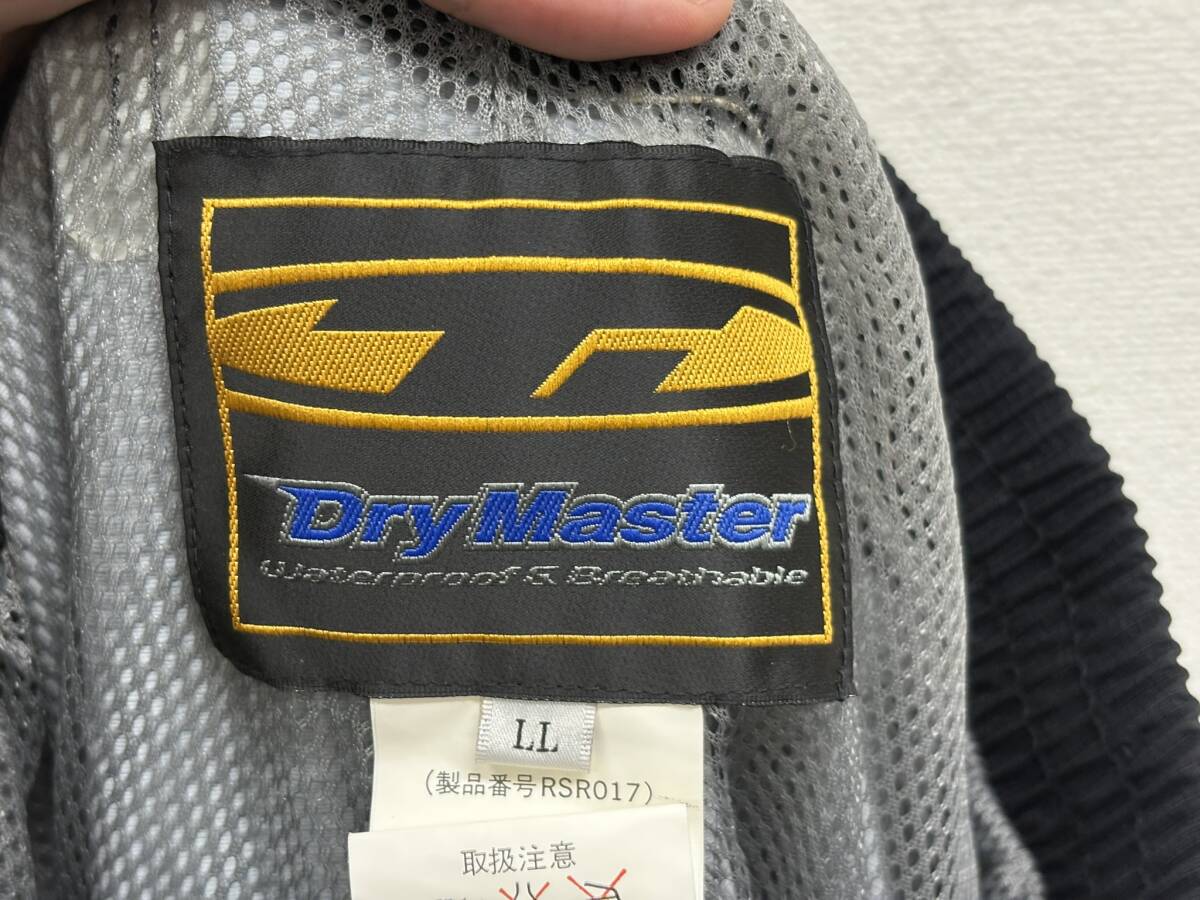 DryMaster
Waterproof & Breathable
LL
(製品番号RSR017)
取扱注意